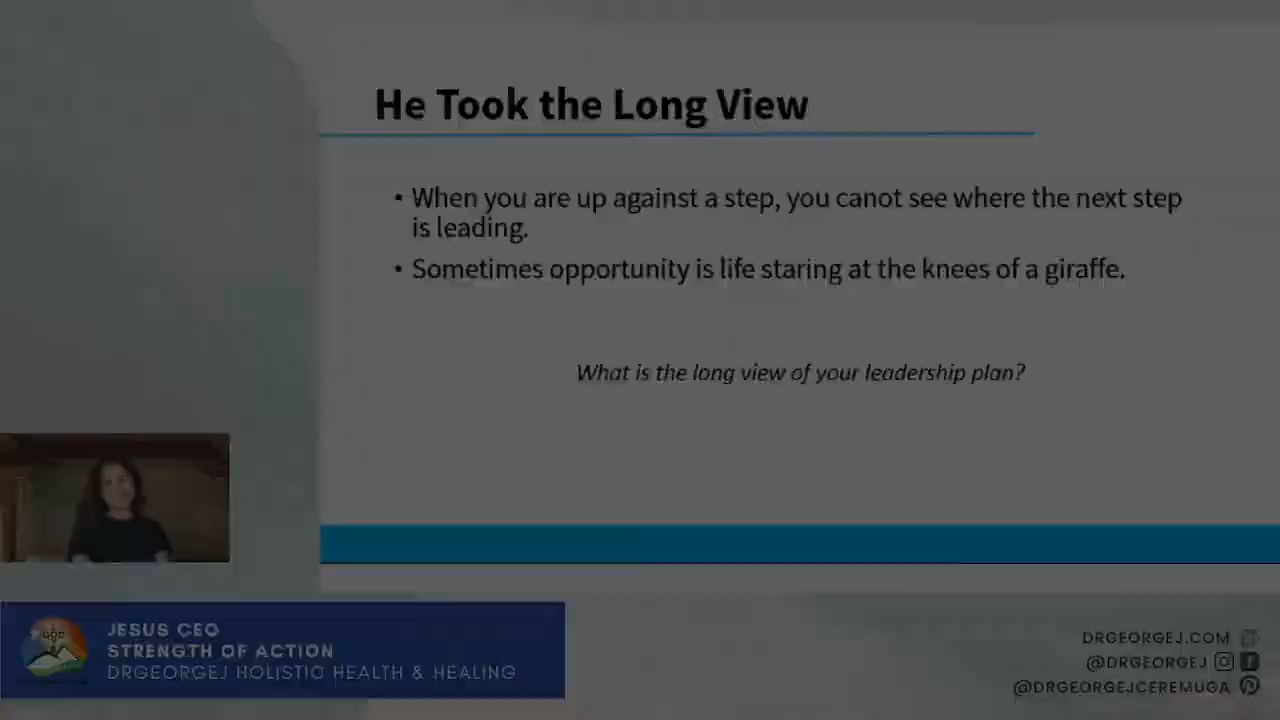 He Took the Long View
• When you are up against a step, you canot see where the next step
is leading.
• Sometimes opportunity is life staring at the knees of a giraffe.
What is the long view of your leadership plan?
JESUS CEO
STRENGTH OF ACTION
DRGEORGEJ HOLISTIC HEALTH & HEALING
DRGEORGEJ.COM
@DRGEORGEJ
@DRGEORGEJCEREMUGA